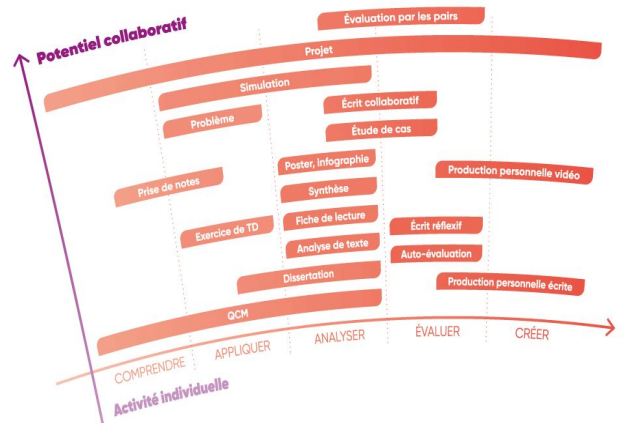 Évaluation par les pairs
Potentiel collaboratif
Projet
Simulation
Écrit collaboratif
Problème
Étude de cas
Poster, infographie
Production personnelle vidéo
Prise de notes
Synthèse
Fiche de lecture
Exercice de TD
Écrit réflexif
Analyse de texte
Auto-évaluation
Dissertation
Production personnelle écrite
QCM
COMPRENDRE
APPLIQUER
ANALYSER
ÉVALUER
CRÉER
Activité individuelle